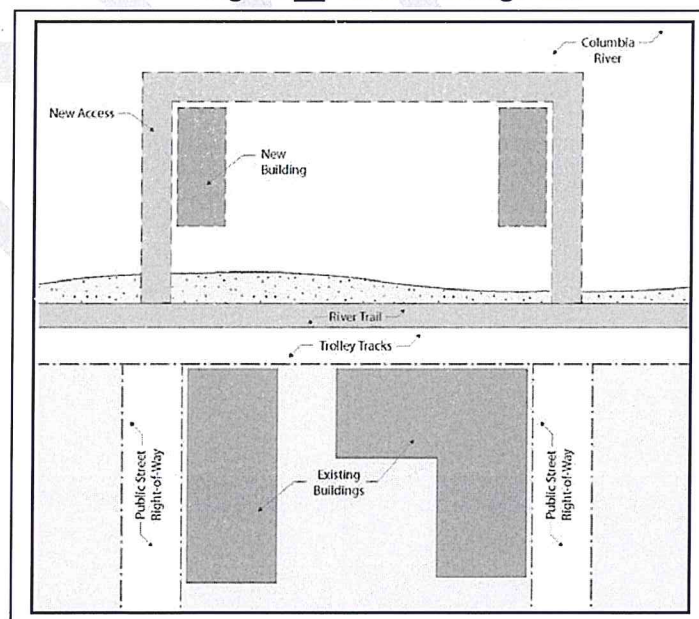 Columbia
River
New Access
New
Building
River Trail
Trolley Tracks
Public Street
Right-of-Way
Existing
Buildings
Public Street
Right-of-Way